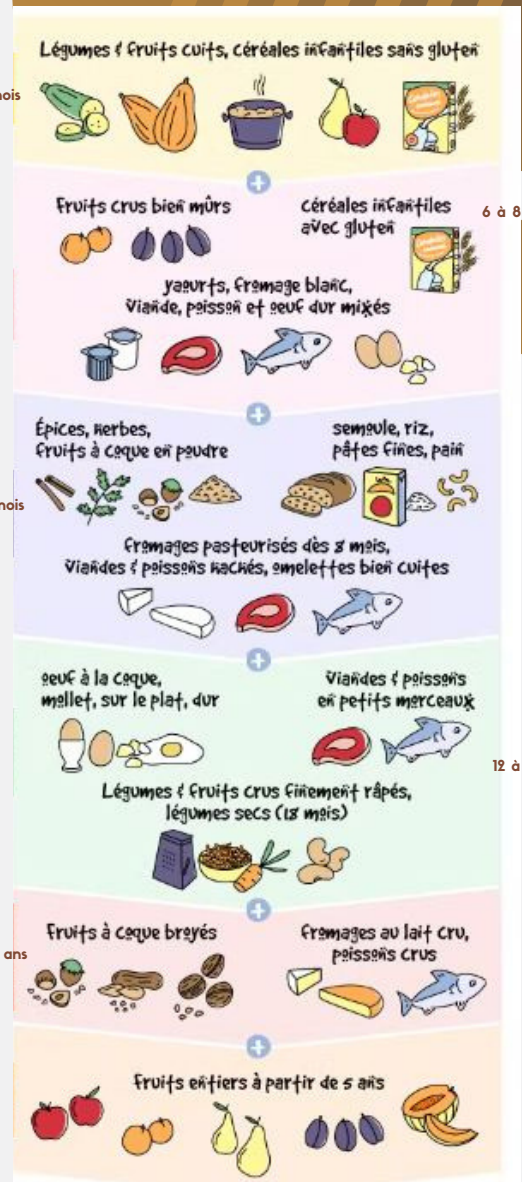 Légumes & fruits cuits, céréales infantiles sans gluten
mois
Fruits crus bien mûrs
céréales infantiles
avec gluten
6 à 8
yaourts, fromage blanc,
viande, poisson et oeuf dur mixés
Épices, herbes,
fruits à coque en poudre
semoule, riz,
pâtes fines, pain
mois
fromages pasteurisés dès 8 mois,
viandes & poissons hachés, omelettes bien cuites
oeuf à la coque,
mollet, sur le plat, dur
viandes & poissons
en petits morceaux
12 à
Légumes & fruits crus finement râpés,
légumes secs (18 mois)
Fruits à coque broyés
fromages au lait cru,
poissons crus
ans
Fruits entiers à partir de 5 ans